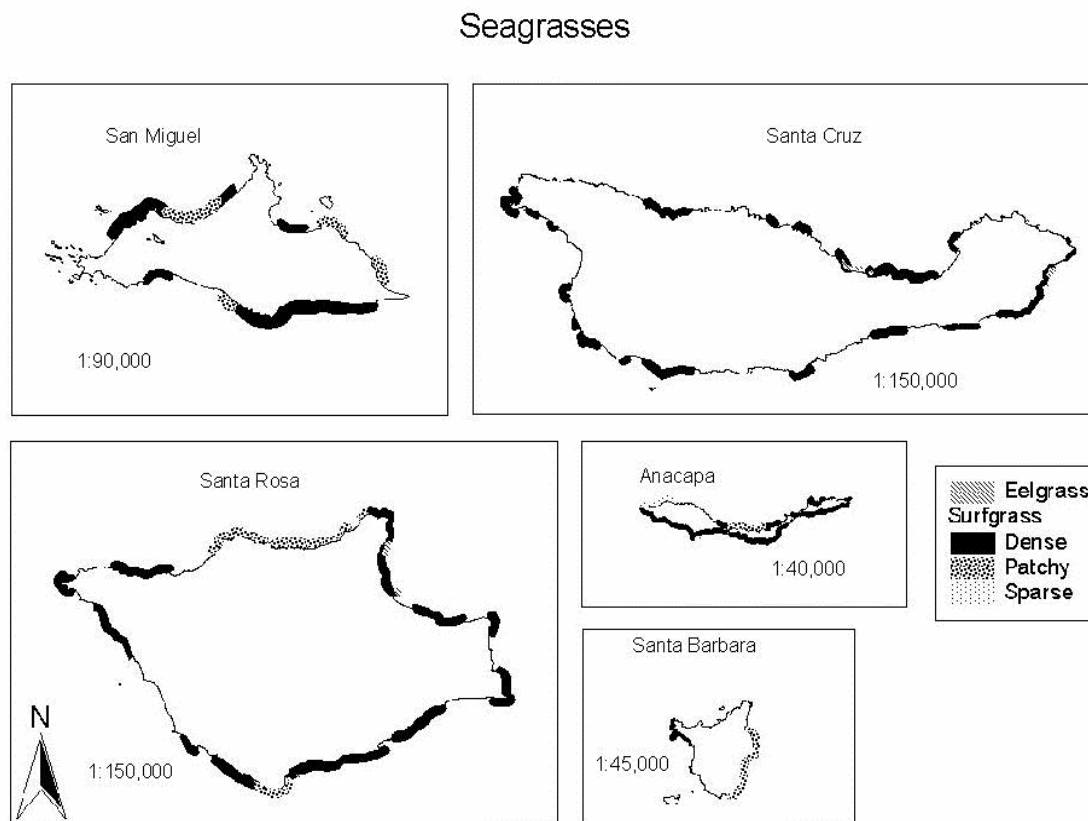 Seagrasses
San Miguel
1:90,000
Santa Cruz
1:150,000
Santa Rosa
1:150,000
N
Anacapa
1:40,000
Santa Barbara
1:45,000
Eelgrass
Surfgrass
Dense
Patchy
Sparse